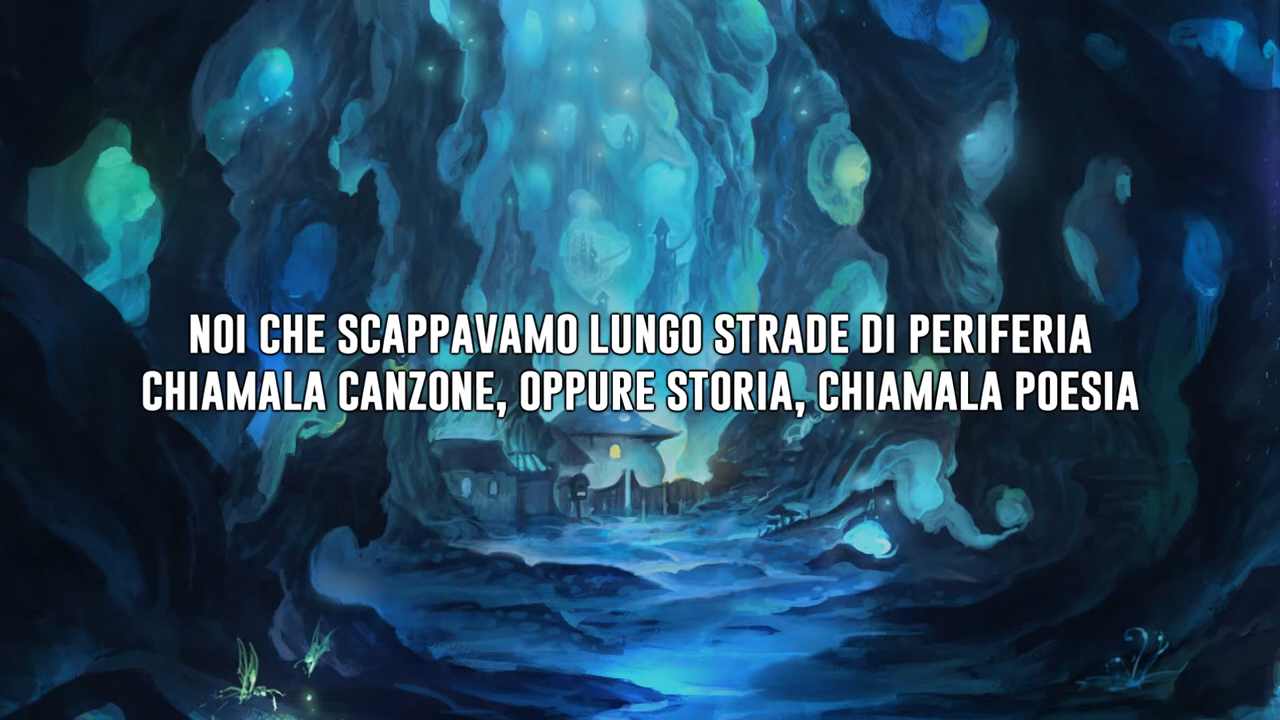 NOI CHE SCAPPAVAMO LUNGO STRADE DI PERIFERIA
CHIAMALA CANZONE, OPPURE STORIA, CHIAMALA POESIA